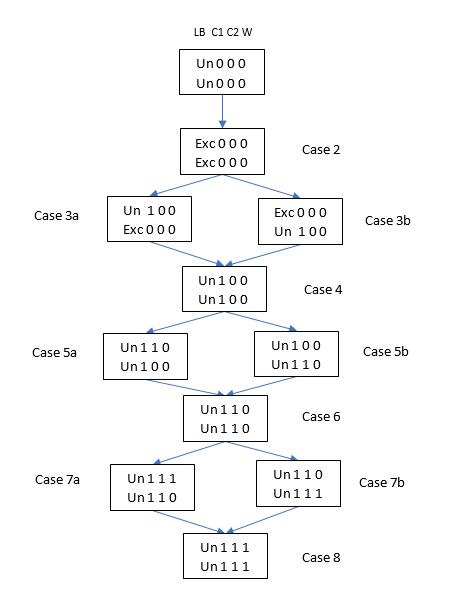 LB C1 C2 W
Un 0 0 0
Un 0 0 0
Exc 0 0 0
Exc 0 0 0
Case 2
Case 3a
Un 1 0 0
Exc 0 0 0
Exc 0 0 0
Un 1 0 0
Case 3b
Un 1 0 0
Un 1 0 0
Case 4
Case 5a
Un 1 1 0
Un 1 0 0
Un 1 0 0
Un 1 1 0
Case 5b
Un 1 1 0
Un 1 1 0
Case 6
Case 7a
Un 1 1 1
Un 1 1 0
Un 1 1 0
Un 1 1 1
Case 7b
Un 1 1 1
Un 1 1 1
Case 8